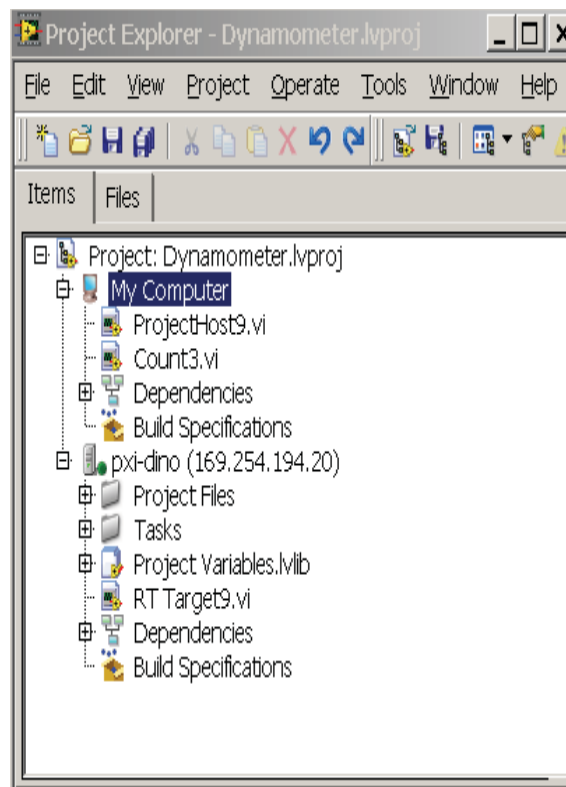 Project Explorer - Dynamometer.lvproj
File Edit View Project Operate Tools Window Help
Items Files
Project: Dynamometer.lvproj
My Computer
ProjectHost9.vi
Count3.vi
Dependencies
Build Specifications
pxi-dino (169.254.194.20)
Project Files
Tasks
Project Variables.lvlib
RT Target9.vi
Dependencies
Build Specifications